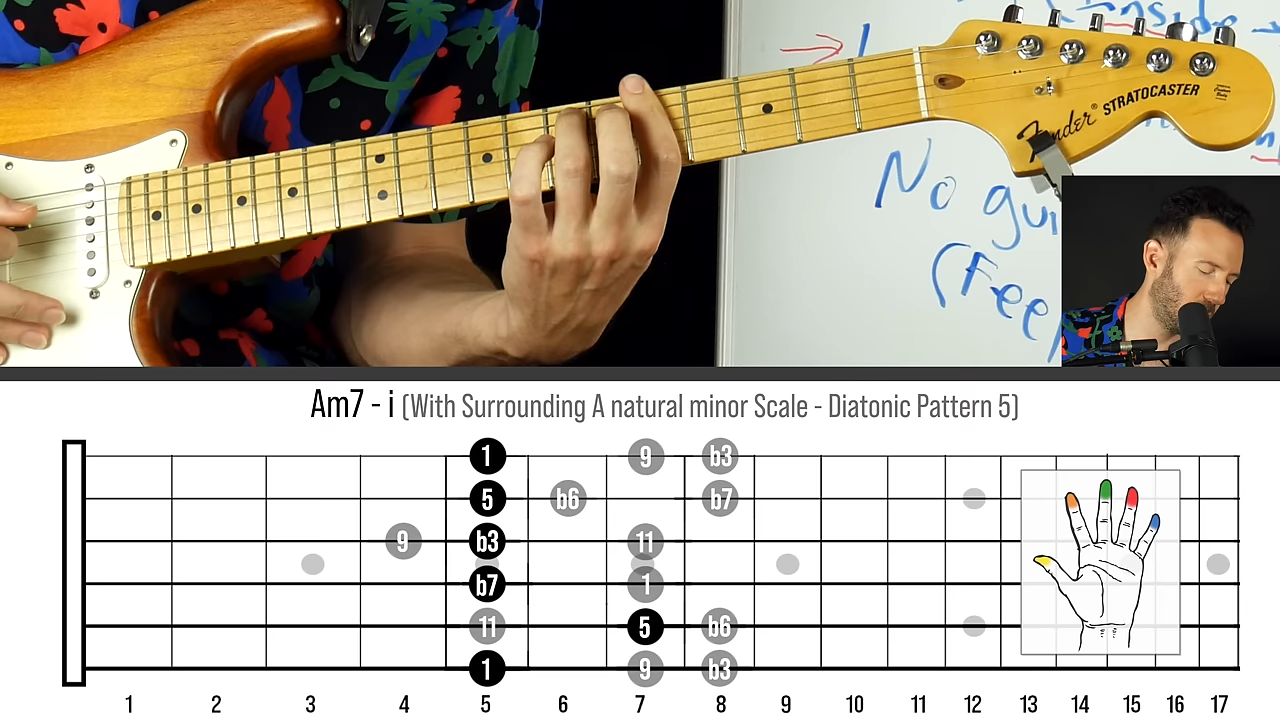 Inside
Fender® STRATOCASTER
No gui
(Fee
Am7 - i (With Surrounding A natural minor Scale - Diatonic Pattern 5)
1 9 b3
5 b6 b7
9 b3 11
b7 1
11 5 b6
1 9 b3
1 2 3 4 5 6 7 8 9 10 11 12 13 14 15 16 17